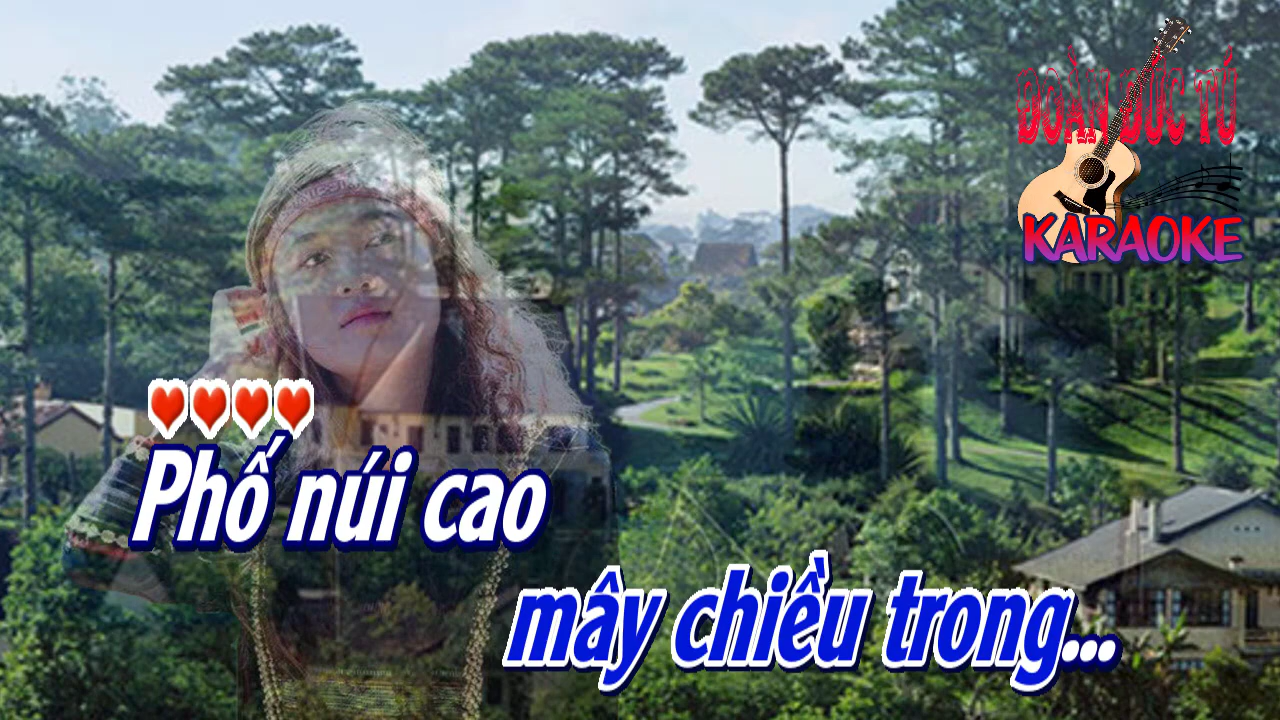 ĐOÀN ĐỨC TÚ
KARAOKE
Phố núi cao
mây chiều trong...